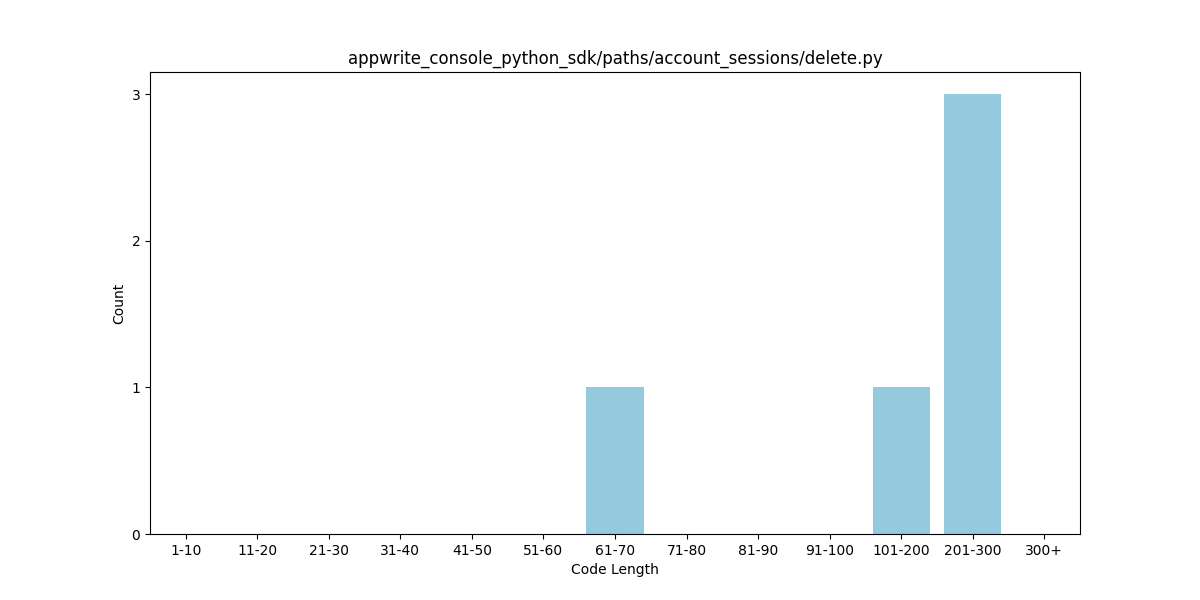 appwrite_console_python_sdk/paths/account_sessions/delete.py
3
2
1
0
Count
1-10 11-20 21-30 31-40 41-50 51-60 61-70 71-80 81-90 91-100 101-200 201-300 300+
Code Length